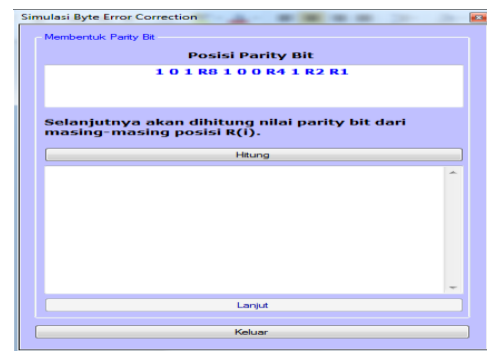 Simulasi Byte Error Correction
Membentuk Parity Bit
Posisi Parity Bit
1 0 1 R8 1 0 0 R4 1 R2 R1
Selanjutnya akan dihitung nilai parity bit dari
masing-masing posisi R(i).
Hitung
Lanjut
Keluar